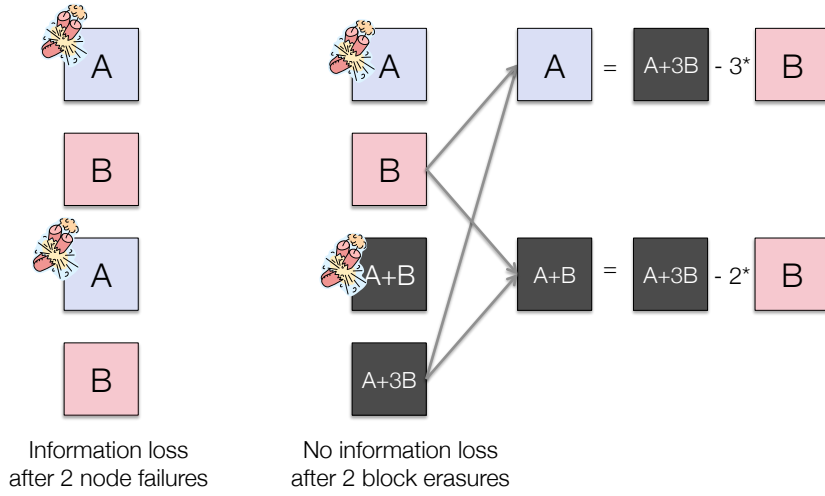 A
B
A
B
Information loss
after 2 node failures
A
B
A+B
A+3B
No information loss
after 2 block erasures
A = A+3B - 3* B
A+B = A+3B - 2* B